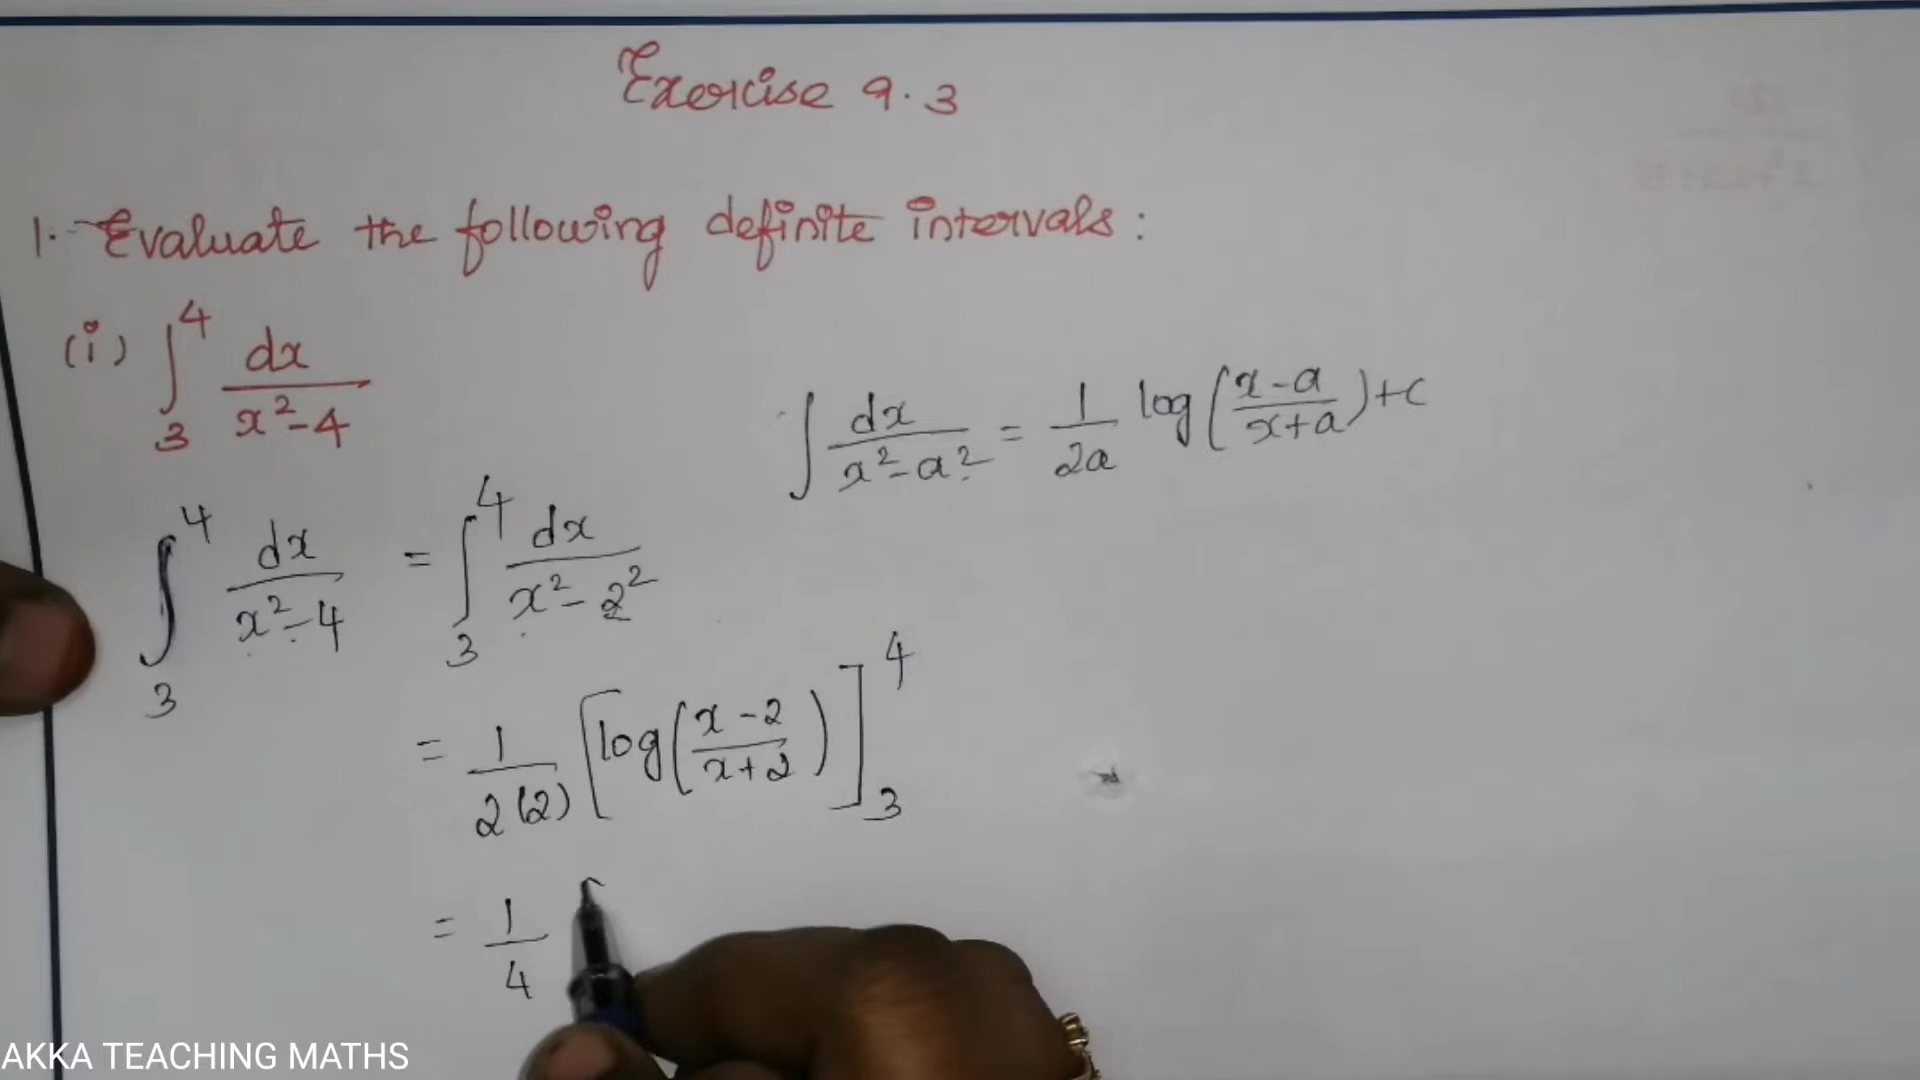 Exercise 9.3
1. Evaluate the following definite intervals:
(i) ∫₃⁴ dx/(x²-4)
∫ dx/(x²-a²) = 1/2a log((x-a)/(x+a))+c
∫₃⁴ dx/(x²-4) = ∫₃⁴ dx/(x²-2²)
= 1/2(2) [log((x-2)/(x+2))]₃⁴
= 1/4 [
AKKA TEACHING MATHS